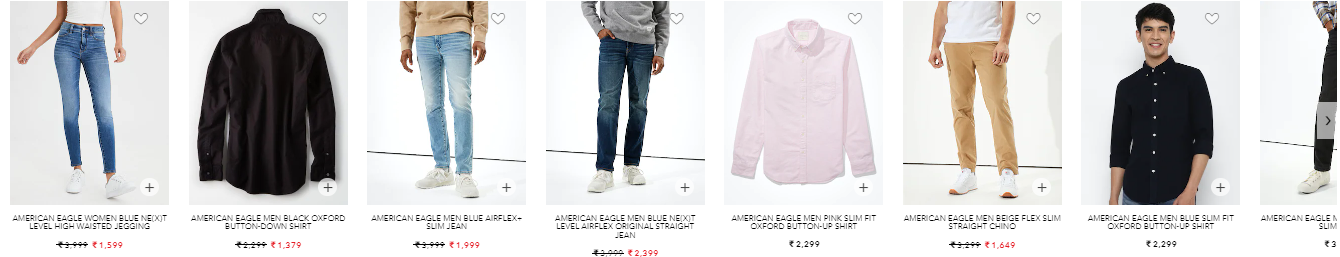 AMERICAN EAGLE WOMEN BLUE NE(X)T
LEVEL HIGH WAISTED JEGGING
₹3,999 ₹1,599
AMERICAN EAGLE MEN BLACK OXFORD
BUTTON-DOWN SHIRT
₹2,299 ₹1,379
AMERICAN EAGLE MEN BLUE AIRFLEX+
SLIM JEAN
₹3,999 ₹1,999
AMERICAN EAGLE MEN BLUE NE(X)T
LEVEL AIRFLEX ORIGINAL STRAIGHT
JEAN
₹3,999 ₹2,399
AMERICAN EAGLE MEN PINK SLIM FIT
OXFORD BUTTON-UP SHIRT
₹2,299
AMERICAN EAGLE MEN BEIGE FLEX SLIM
STRAIGHT CHINO
₹3,299 ₹1,649
AMERICAN EAGLE MEN BLUE SLIM FIT
OXFORD BUTTON-UP SHIRT
₹2,299
AMERICAN EAGLE M
SLIM
₹3